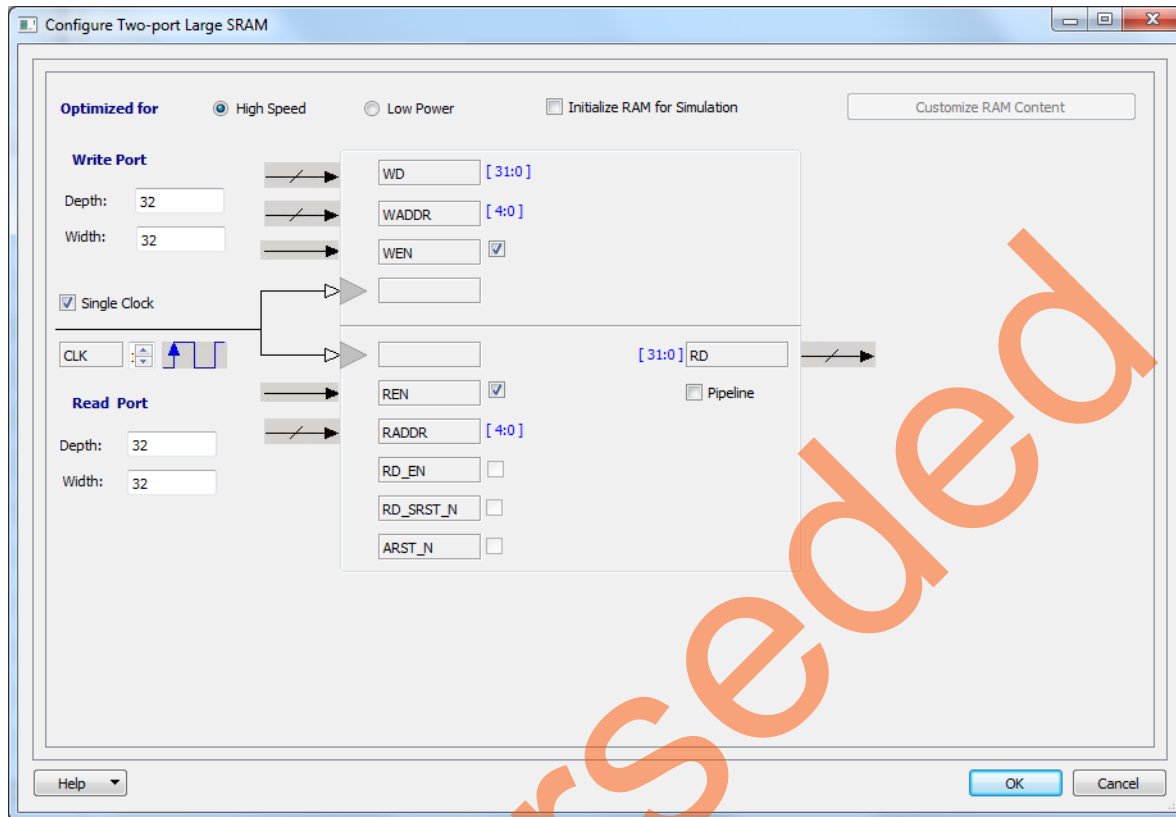 Configure Two-port Large SRAM
Optimized for High Speed Low Power Initialize RAM for Simulation Customize RAM Content
Write Port
WD [ 31:0 ]
Depth: 32
WADDR [ 4:0 ]
Width: 32
WEN
Single Clock
CLK
[ 31:0 ] RD
REN
Pipeline
Read Port
RADDR [ 4:0 ]
Depth: 32
RD_EN
Width: 32
RD_SRST_N
ARST_N
Help OK Cancel
erseded